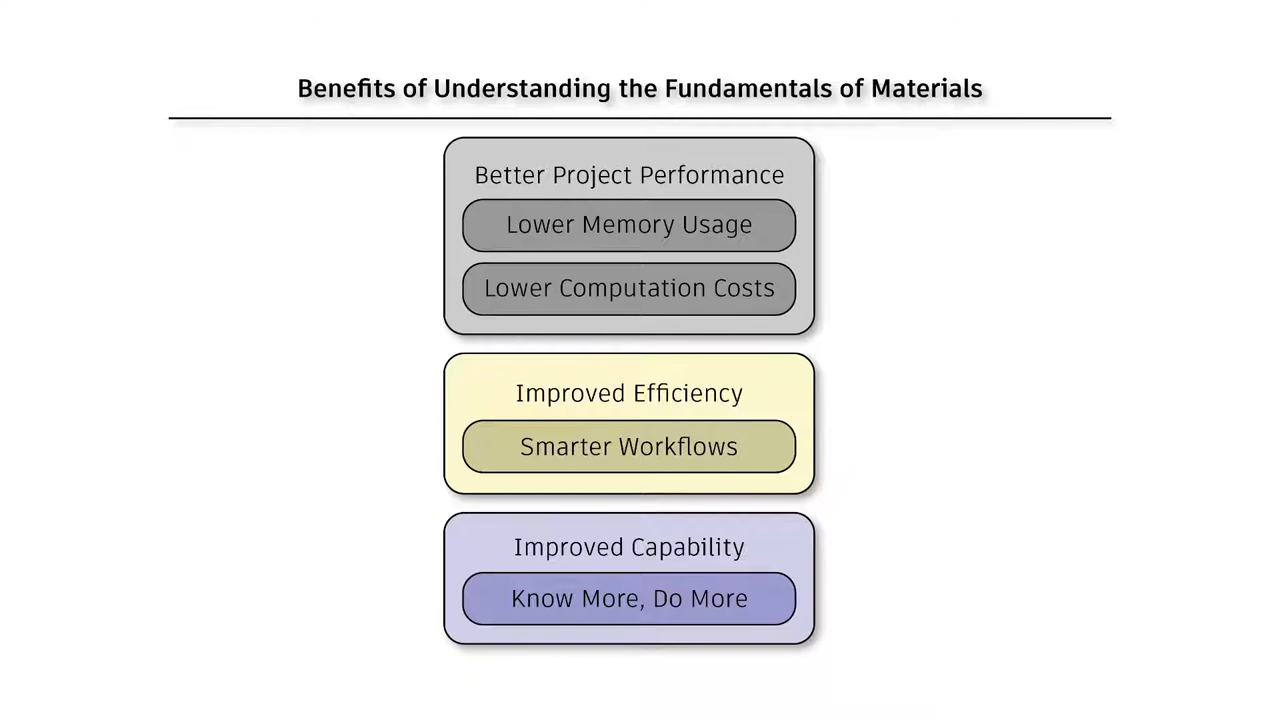 Benefits of Understanding the Fundamentals of Materials
Better Project Performance
Lower Memory Usage
Lower Computation Costs
Improved Efficiency
Smarter Workflows
Improved Capability
Know More, Do More